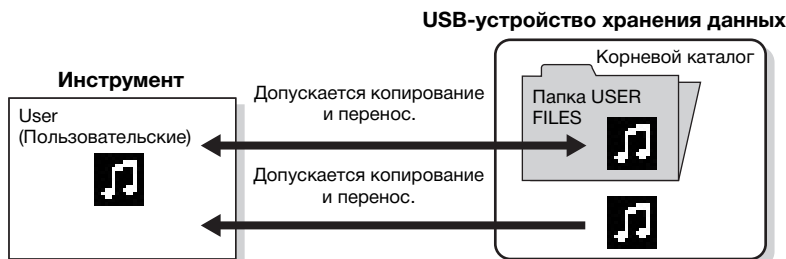 USB-устройство хранения данных
Корневой каталог
Инструмент
Допускается копирование
и перенос.
Папка USER
FILES
User
(Пользовательские)
Допускается копирование
и перенос.